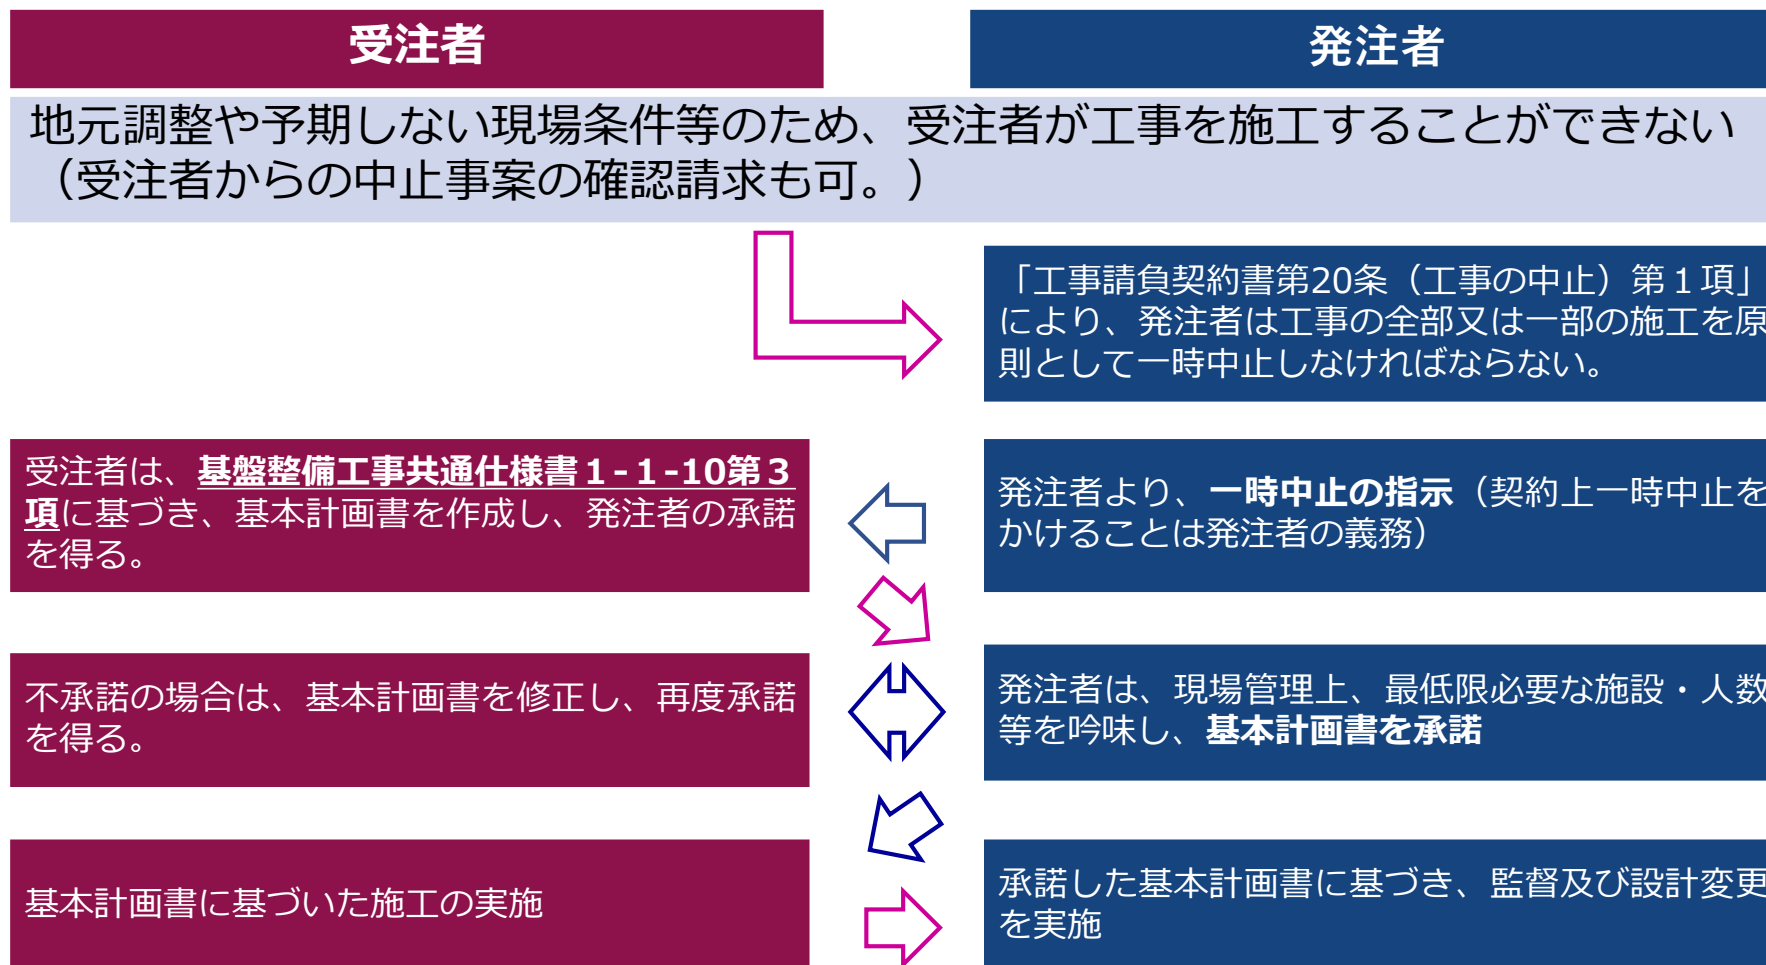 受注者
発注者
地元調整や予期しない現場条件等のため、受注者が工事を施工することができない
（受注者からの中止事案の確認請求も可。）
「工事請負契約書第20条（工事の中止）第１項」
により、発注者は工事の全部又は一部の施工を原
則として一時中止しなければならない。
受注者は、基盤整備工事共通仕様書１-１-10第３
項に基づき、基本計画書を作成し、発注者の承諾
を得る。
発注者より、一時中止の指示（契約上一時中止を
かけることは発注者の義務）
不承諾の場合は、基本計画書を修正し、再度承諾
を得る。
発注者は、現場管理上、最低限必要な施設・人数
等を吟味し、基本計画書を承諾
基本計画書に基づいた施工の実施
承諾した基本計画書に基づき、監督及び設計変更
を実施